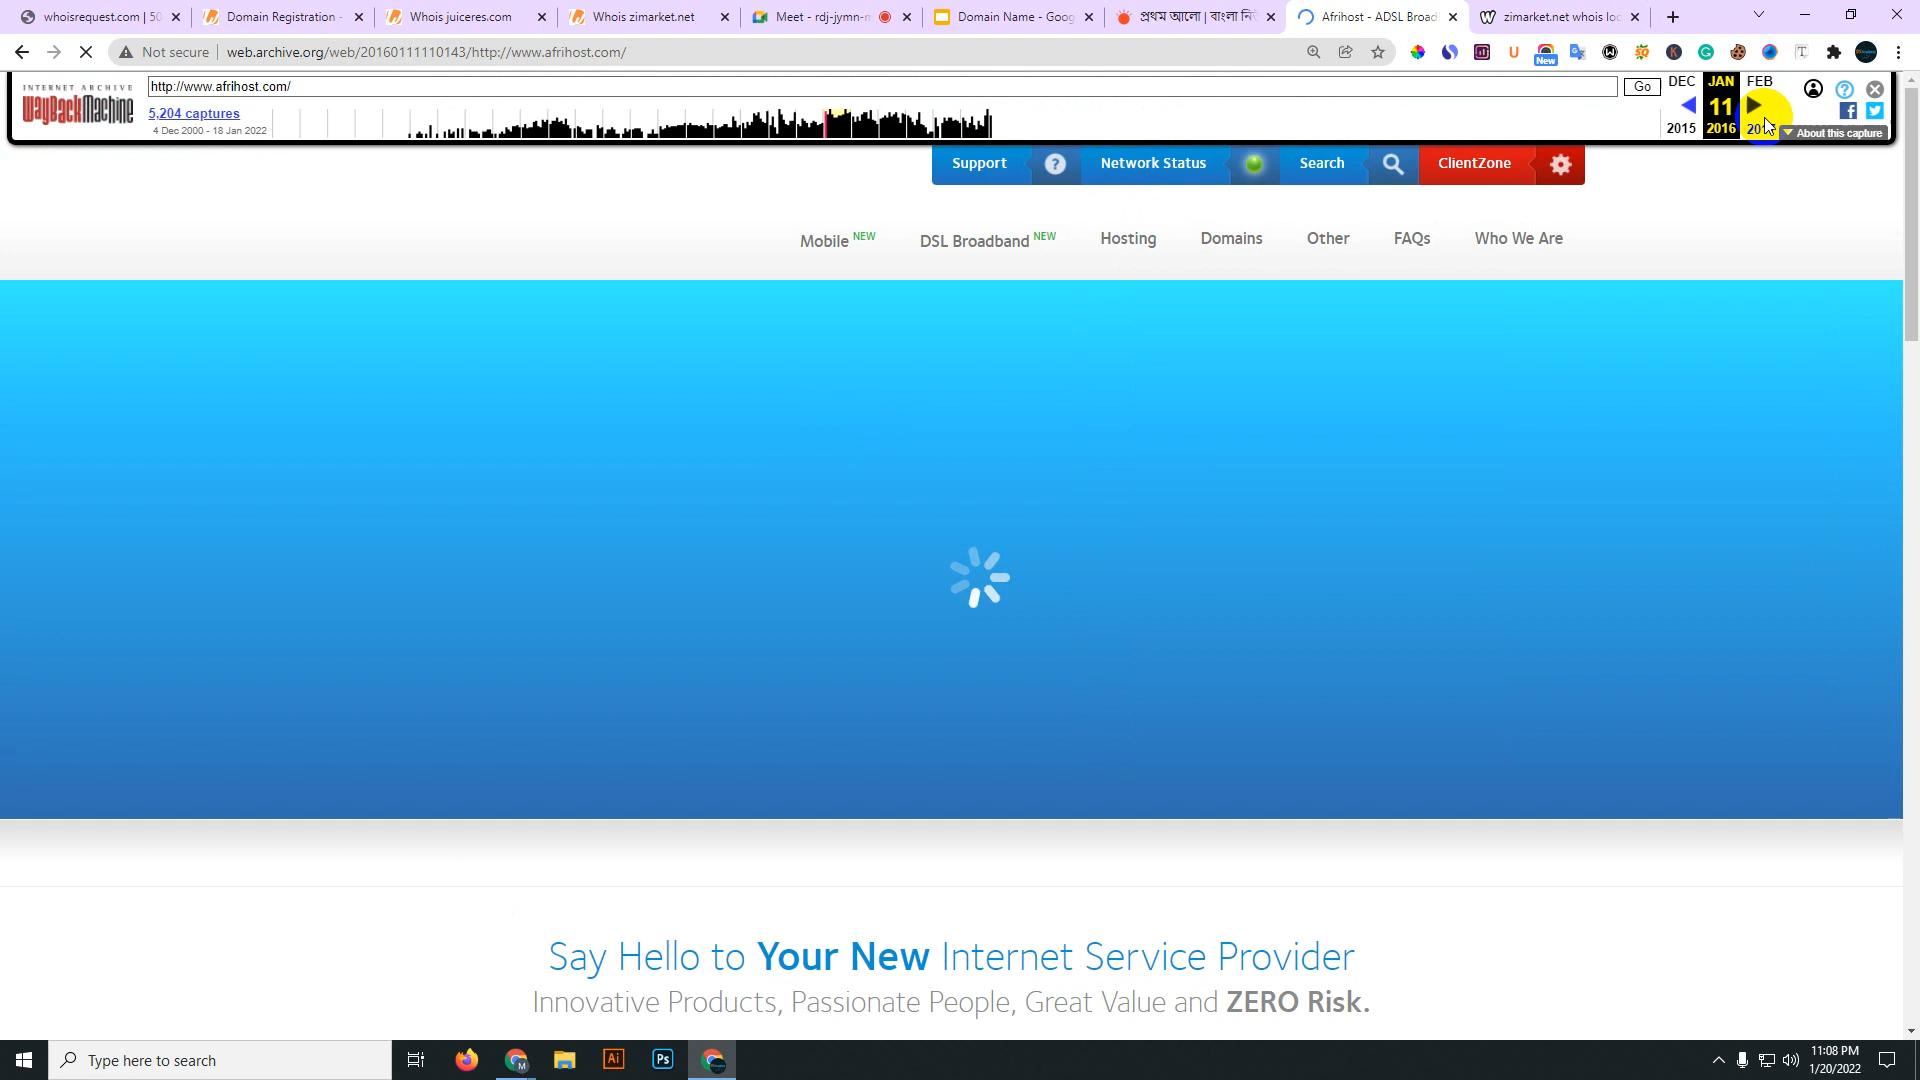 whoisrequest.com | 50
Domain Registration -
Whois juiceres.com
Whois zimarket.net
Meet - rdj-jymn-m
Domain Name - Goog
প্রথম আলো | বাংলা নিউ
Afrihost - ADSL Broad
zimarket.net whois loo
Not secure
web.archive.org/web/20160111110143/http://www.afrihost.com/
New
INTERNET ARCHIVE
WayBackMachine
http://www.afrihost.com/
Go
DEC
JAN
FEB
5,204 captures
11
4 Dec 2000 - 18 Jan 2022
2015
2016
About this capture
Support
Network Status
Search
ClientZone
Mobile NEW
DSL Broadband NEW
Hosting
Domains
Other
FAQs
Who We Are
Say Hello to Your New Internet Service Provider
Innovative Products, Passionate People, Great Value and ZERO Risk.
Type here to search
M
Ai
Ps
11:08 PM
1/20/2022